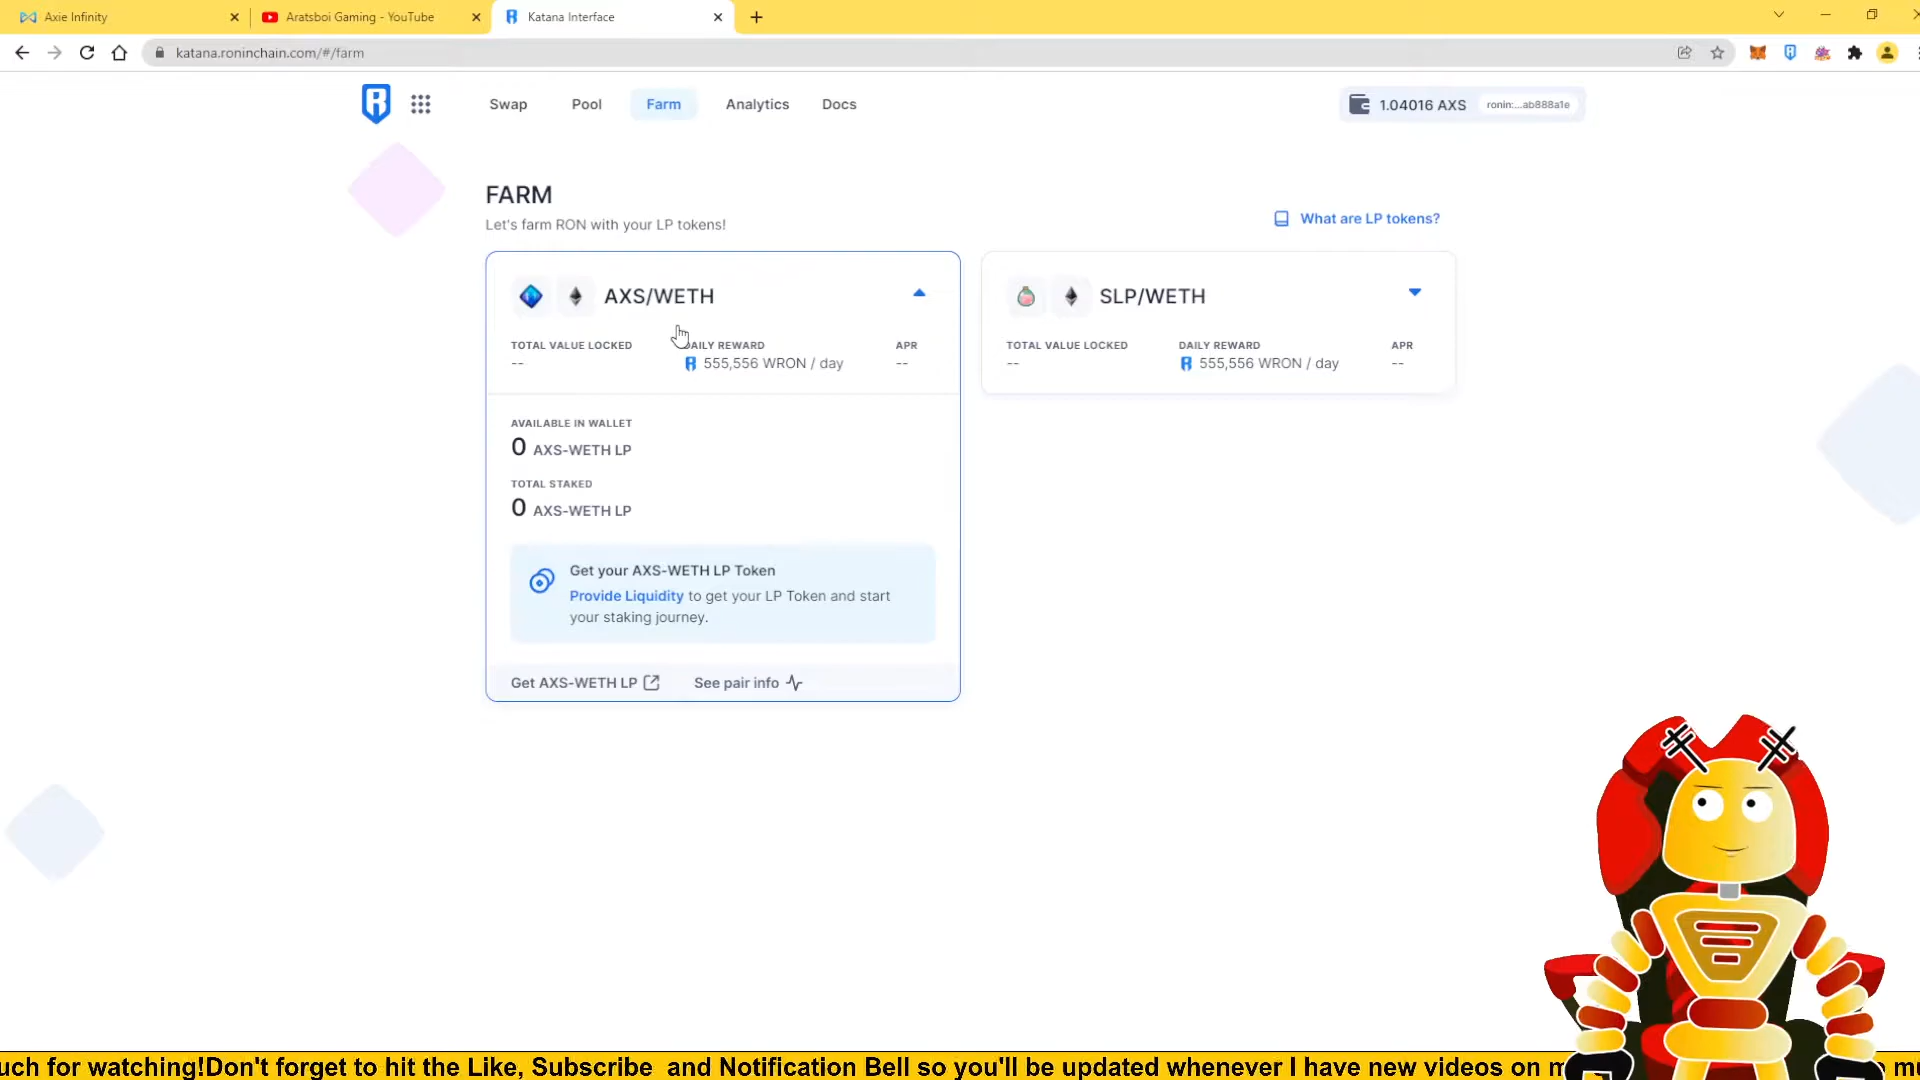 Axie Infinity
Aratsboi Gaming - YouTube
Katana Interface
katana.roninchain.com/#/farm
Swap
Pool
Farm
Analytics
Docs
1.04016 AXS
ronin:...ab888a1e
FARM
Let's farm RON with your LP tokens!
What are LP tokens?
AXS/WETH
TOTAL VALUE LOCKED
--
DAILY REWARD
555,556 WRON / day
APR
--
AVAILABLE IN WALLET
0 AXS-WETH LP
TOTAL STAKED
0 AXS-WETH LP
Get your AXS-WETH LP Token
Provide Liquidity to get your LP Token and start
your staking journey.
Get AXS-WETH LP
See pair info
SLP/WETH
TOTAL VALUE LOCKED
--
DAILY REWARD
555,556 WRON / day
APR
--
for watching!Don't forget to hit the Like, Subscribe and Notification Bell so you'll be updated whenever I have new videos on